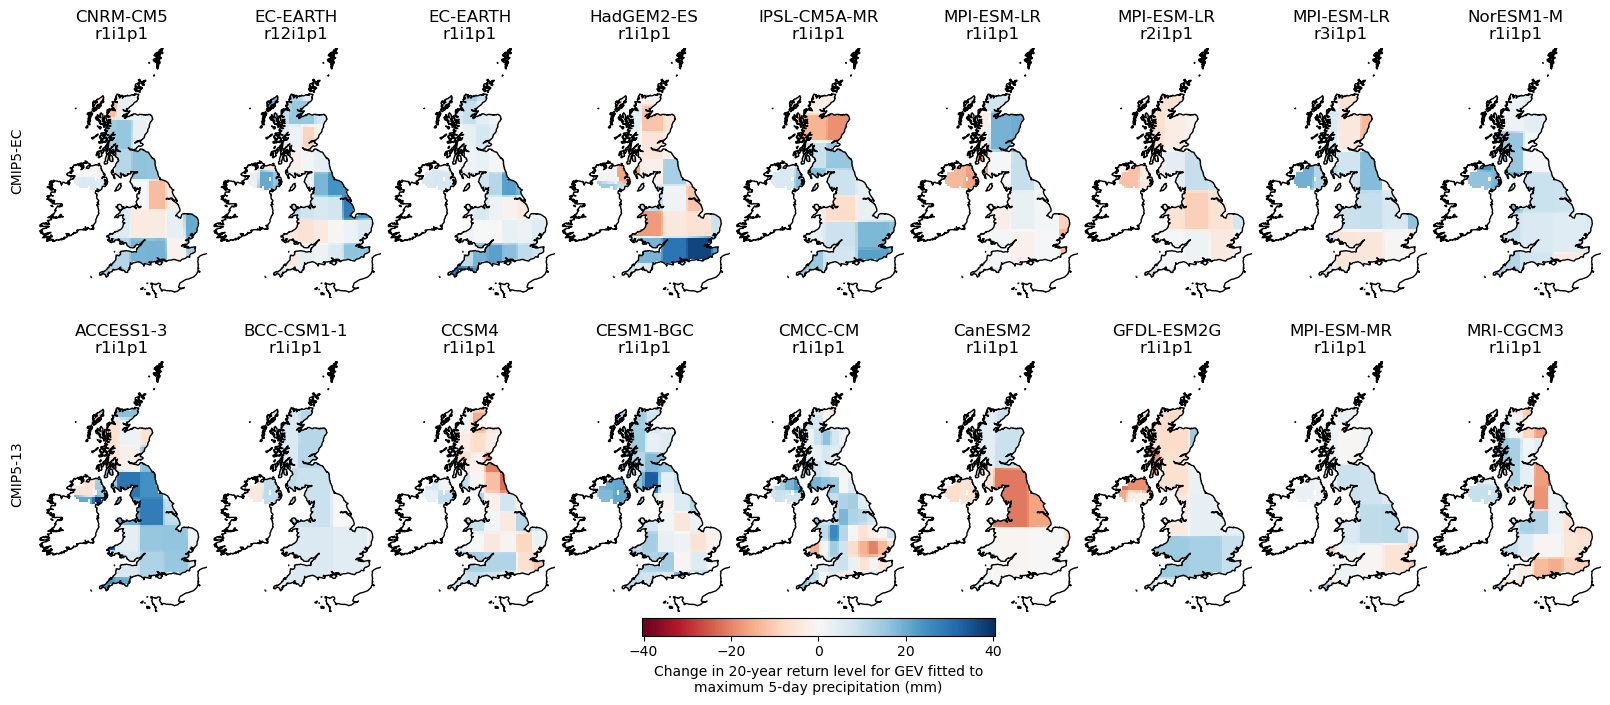 CNRM-CM5
r1i1p1
EC-EARTH
r12i1p1
EC-EARTH
r1i1p1
HadGEM2-ES
r1i1p1
IPSL-CM5A-MR
r1i1p1
MPI-ESM-LR
r1i1p1
MPI-ESM-LR
r2i1p1
MPI-ESM-LR
r3i1p1
NorESM1-M
r1i1p1
CMIP5-EC
ACCESS1-3
r1i1p1
BCC-CSM1-1
r1i1p1
CCSM4
r1i1p1
CESM1-BGC
r1i1p1
CMCC-CM
r1i1p1
CanESM2
r1i1p1
GFDL-ESM2G
r1i1p1
MPI-ESM-MR
r1i1p1
MRI-CGCM3
r1i1p1
CMIP5-13
−40 −20 0 20 40
Change in 20-year return level for GEV fitted to
maximum 5-day precipitation (mm)